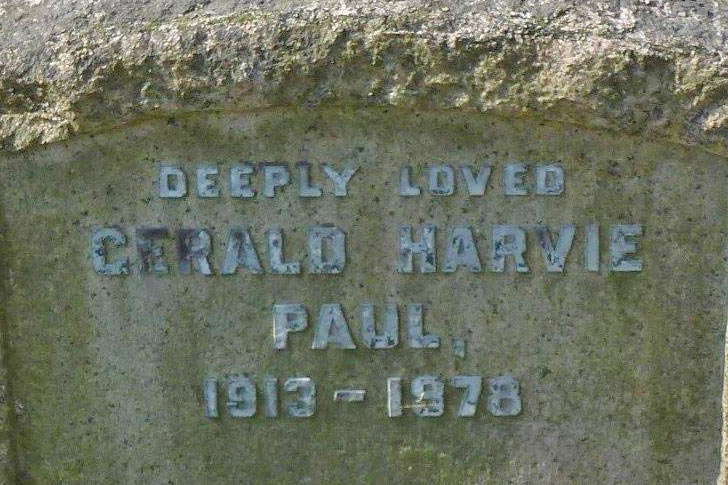 DEEPLY LOVED
GERALD HARVIE
PAUL,
1913 - 1978